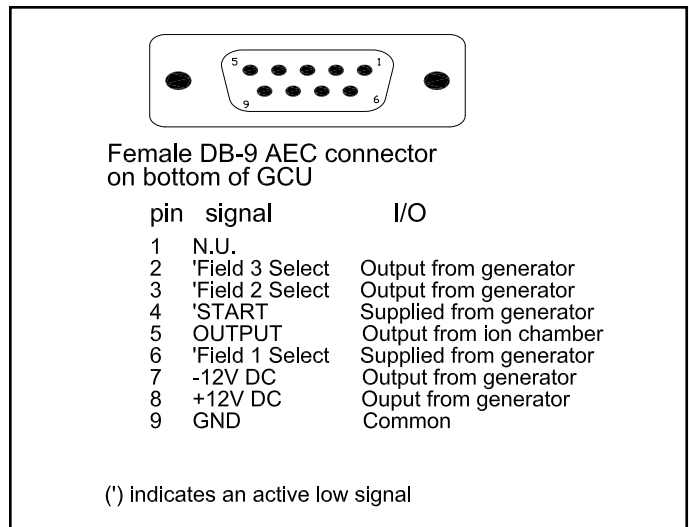 5 1
9 6
Female DB-9 AEC connector
on bottom of GCU
pin signal I/O
1 N.U.
2 'Field 3 Select Output from generator
3 'Field 2 Select Output from generator
4 'START Supplied from generator
5 OUTPUT Output from ion chamber
6 'Field 1 Select Supplied from generator
7 -12V DC Output from generator
8 +12V DC Ouput from generator
9 GND Common
(') indicates an active low signal